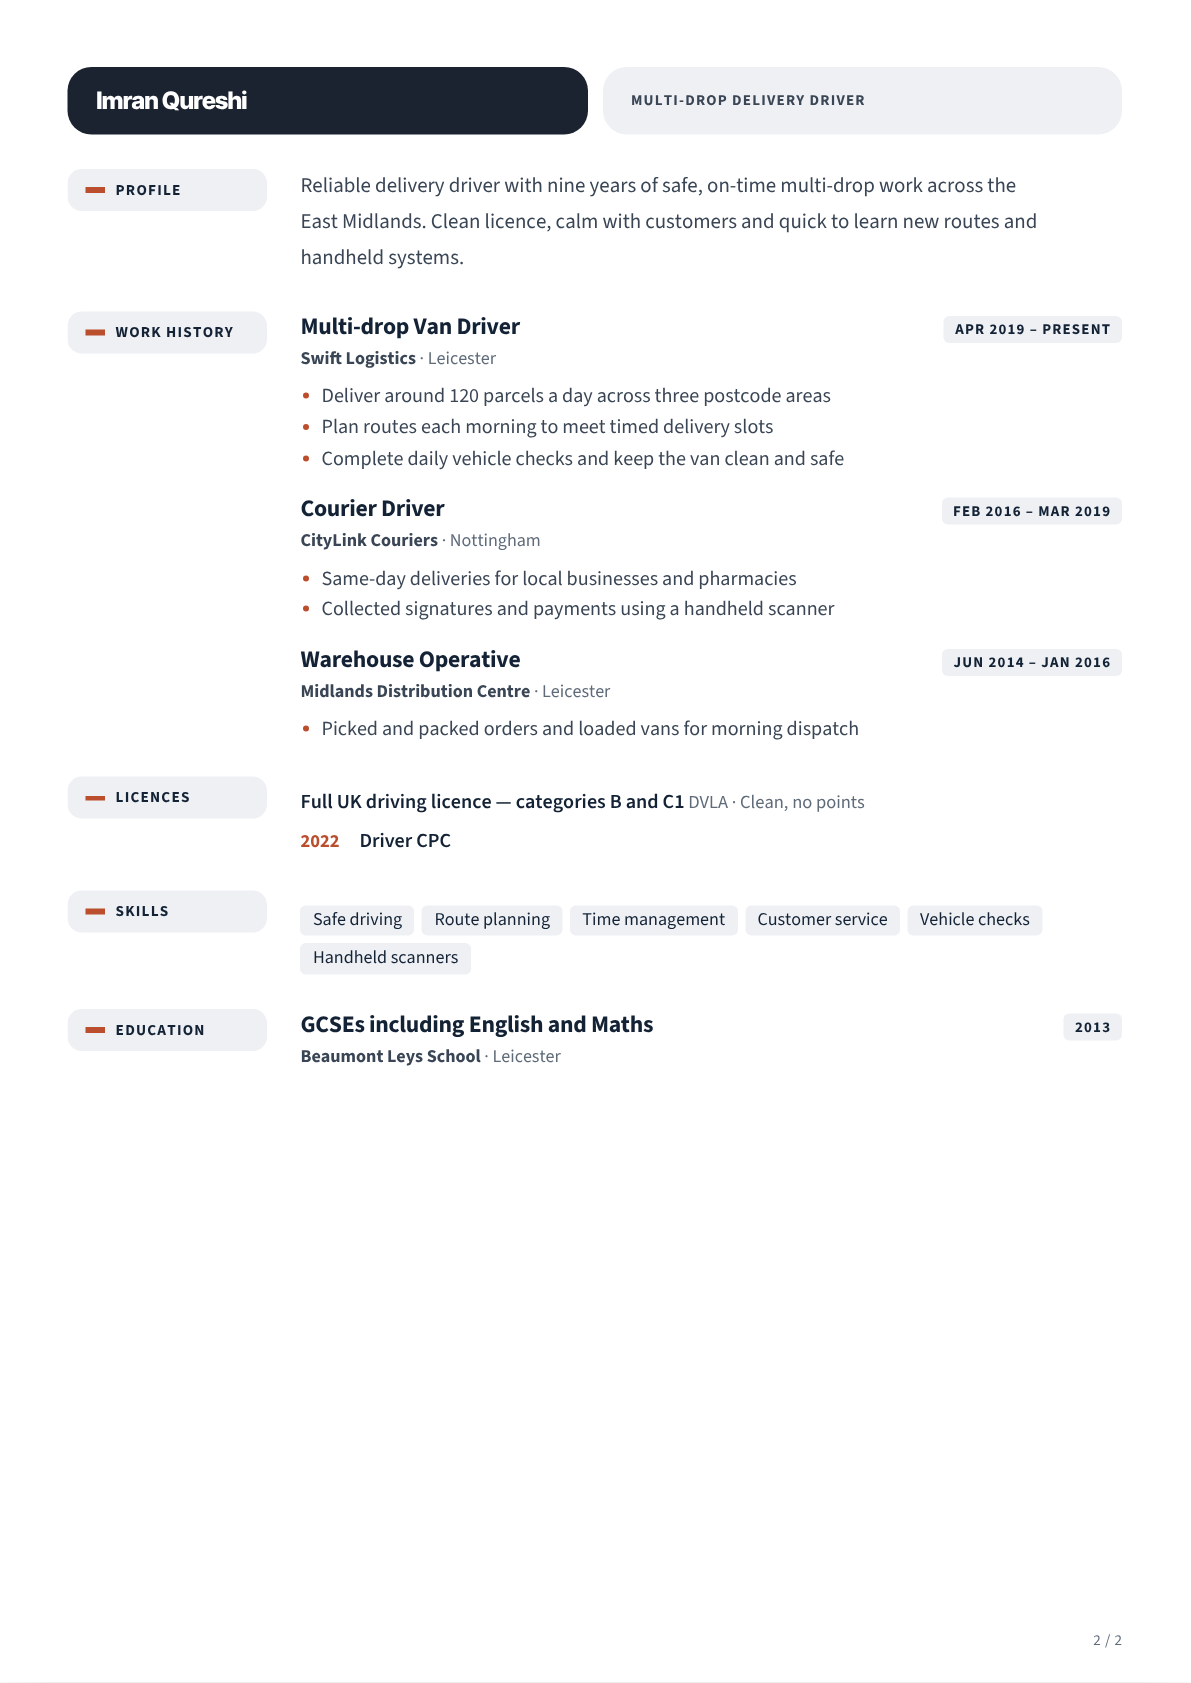 Imran Qureshi
MULTI-DROP DELIVERY DRIVER
PROFILE
Reliable delivery driver with nine years of safe, on-time multi-drop work across the
East Midlands. Clean licence, calm with customers and quick to learn new routes and
handheld systems.
WORK HISTORY
Multi-drop Van Driver
APR 2019 – PRESENT
Swift Logistics · Leicester
• Deliver around 120 parcels a day across three postcode areas
• Plan routes each morning to meet timed delivery slots
• Complete daily vehicle checks and keep the van clean and safe
Courier Driver
FEB 2016 – MAR 2019
CityLink Couriers · Nottingham
• Same-day deliveries for local businesses and pharmacies
• Collected signatures and payments using a handheld scanner
Warehouse Operative
JUN 2014 – JAN 2016
Midlands Distribution Centre · Leicester
• Picked and packed orders and loaded vans for morning dispatch
LICENCES
Full UK driving licence — categories B and C1 DVLA · Clean, no points
2022 Driver CPC
SKILLS
Safe driving Route planning Time management Customer service Vehicle checks
Handheld scanners
EDUCATION
GCSEs including English and Maths
2013
Beaumont Leys School · Leicester
2 / 2